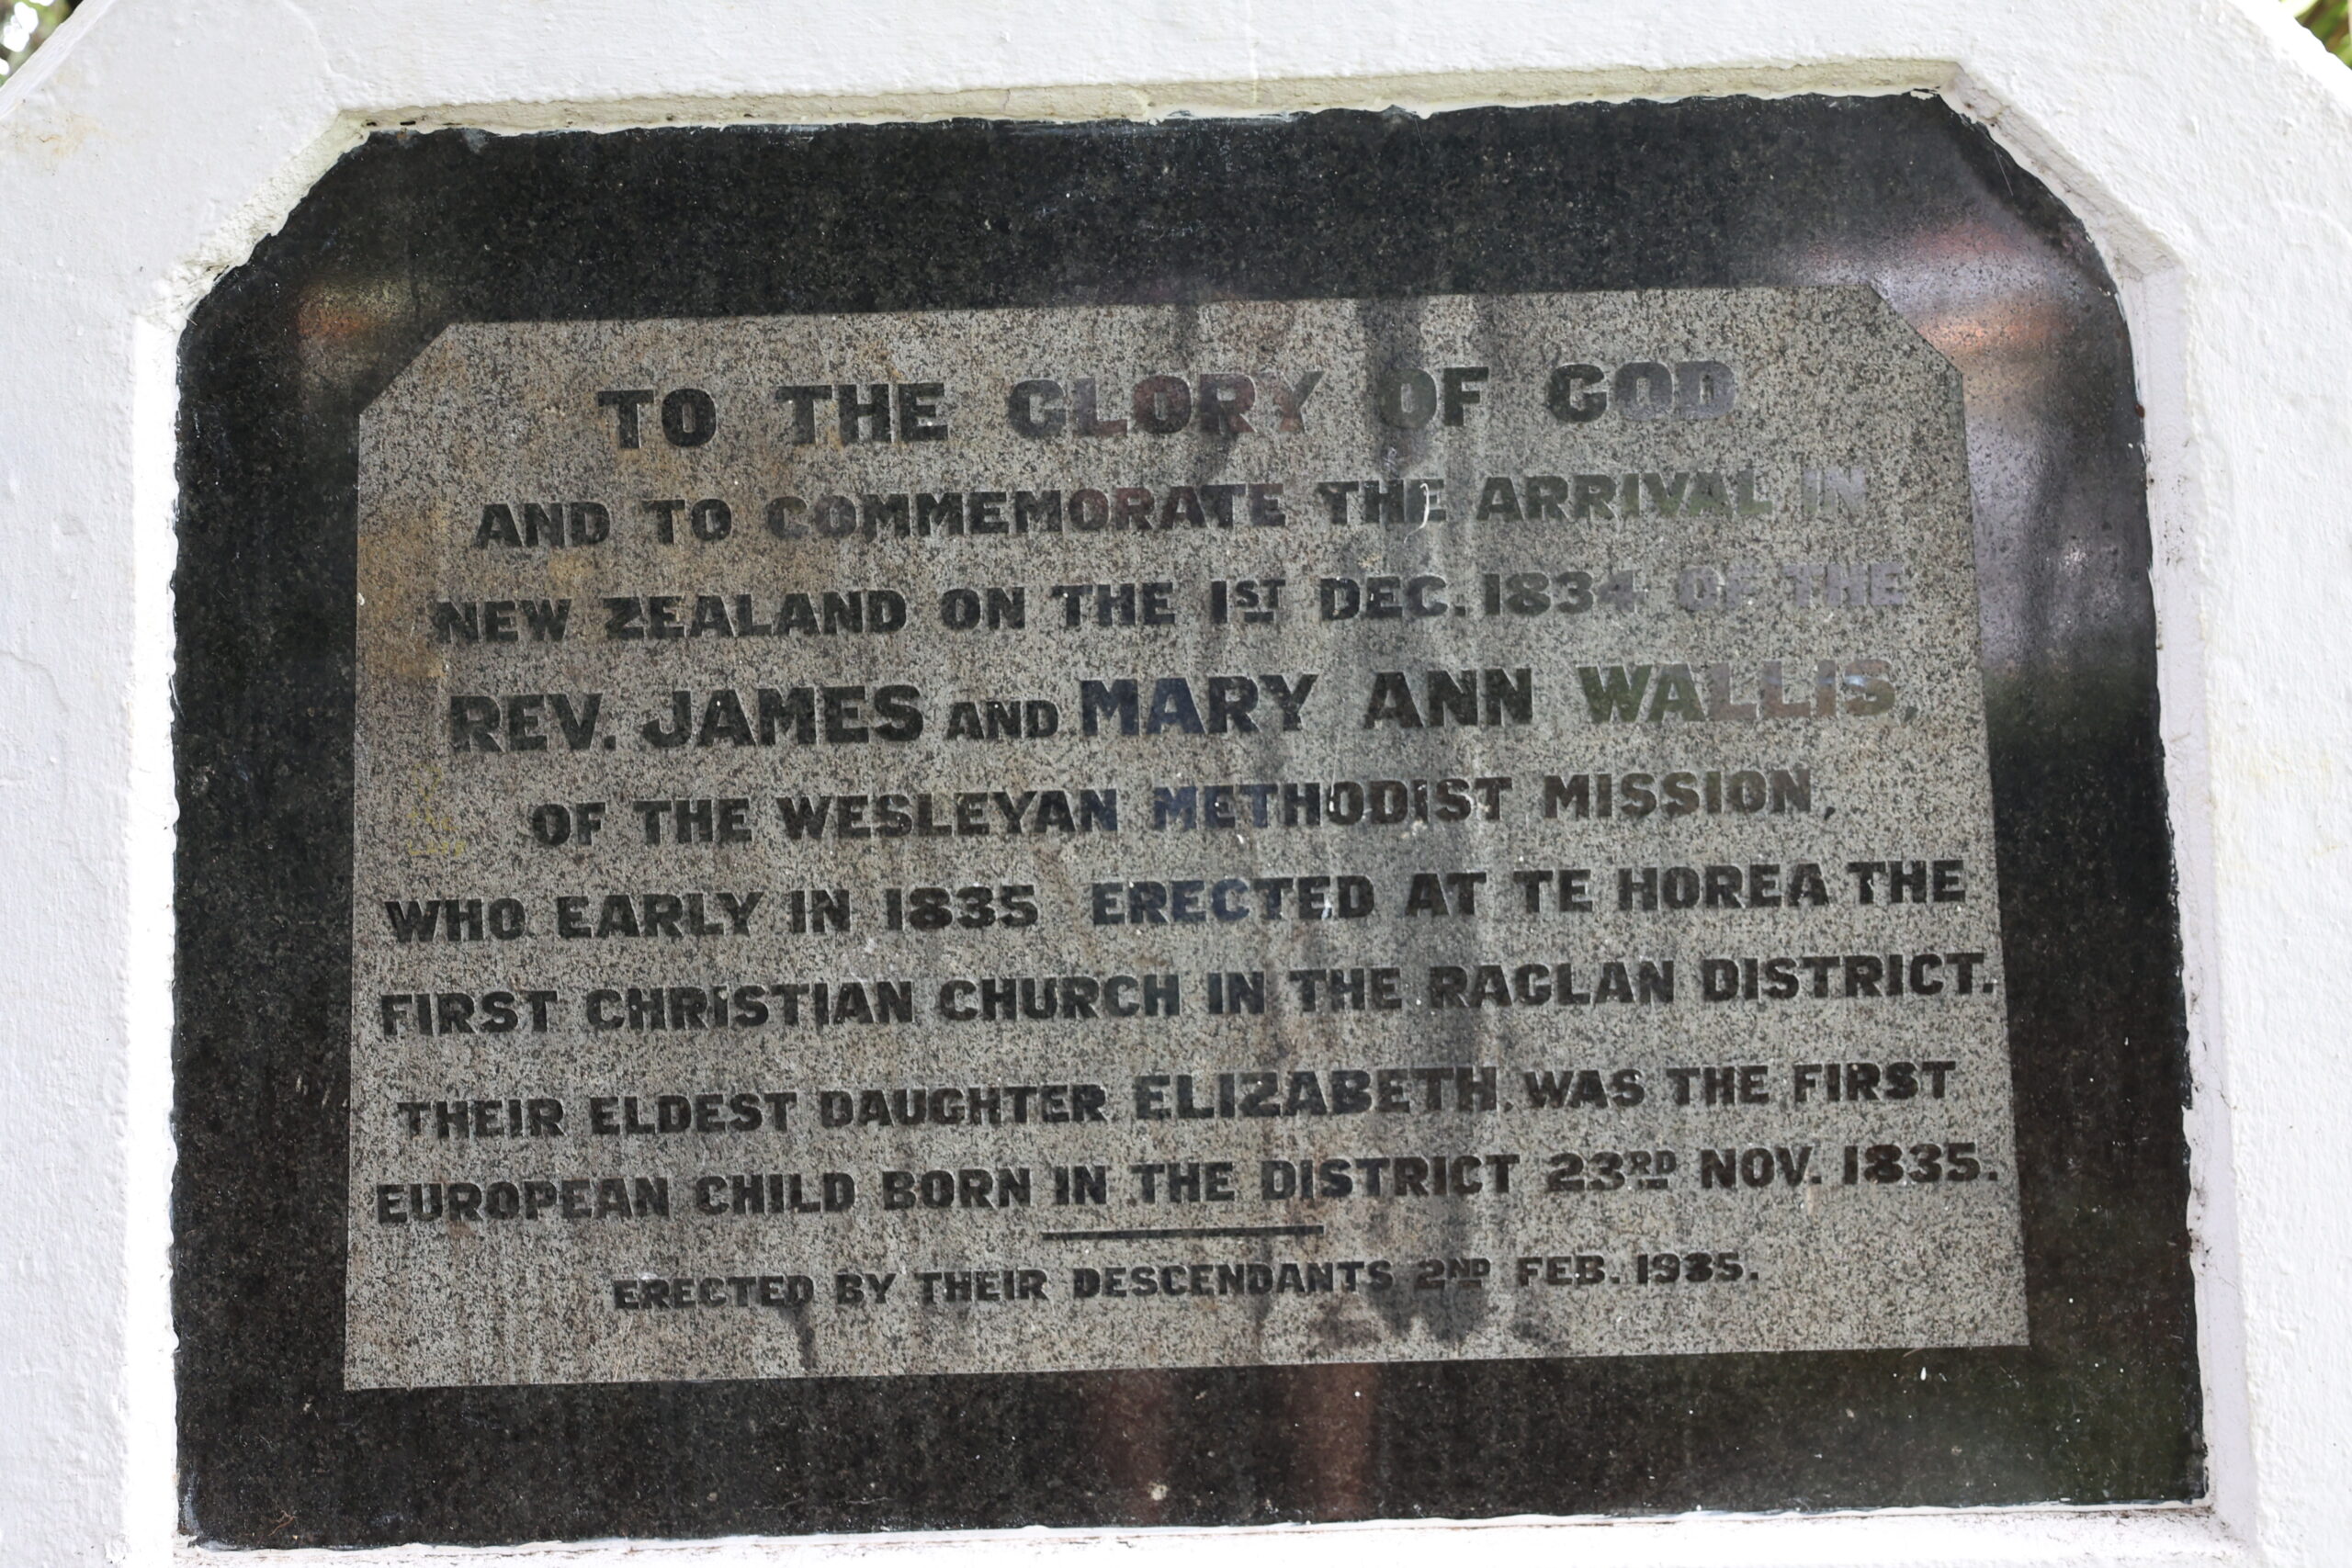 TO THE GLORY OF GOD
AND TO COMMEMORATE THE ARRIVAL IN
NEW ZEALAND ON THE 1ST DEC. 1834 OF THE
REV. JAMES AND MARY ANN WALLIS,
OF THE WESLEYAN METHODIST MISSION,
WHO EARLY IN 1835 ERECTED AT TE HOREA THE
FIRST CHRISTIAN CHURCH IN THE RAGLAN DISTRICT.
THEIR ELDEST DAUGHTER ELIZABETH, WAS THE FIRST
EUROPEAN CHILD BORN IN THE DISTRICT 23RD NOV. 1835.
ERECTED BY THEIR DESCENDANTS 2ND FEB. 1935.